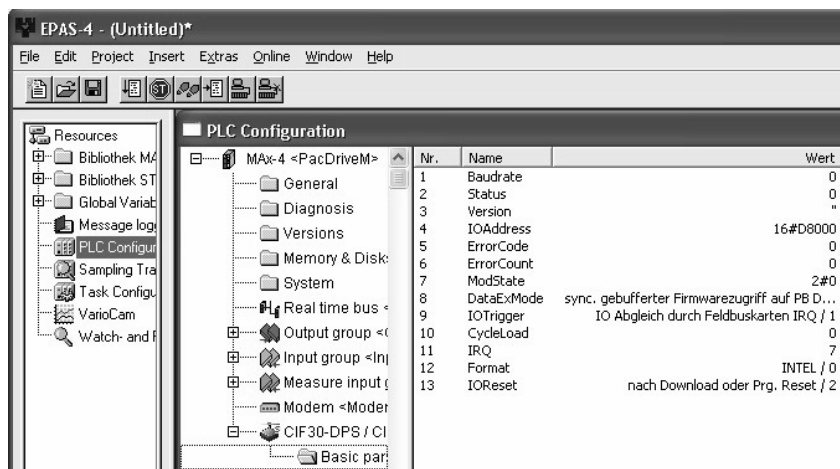 EPAS-4 - (Untitled)*
File Edit Project Insert Extras Online Window Help
Resources
Bibliothek MA
Bibliothek ST
Global Variab
Message logg
PLC Configur
Sampling Tra
Task Configu
VarioCam
Watch- and R
PLC Configuration
MAx-4 <PacDriveM>
General
Diagnosis
Versions
Memory & Disk
System
Real time bus <
Output group <
Input group <Inp
Measure input g
Modem <Moder
CIF30-DPS / CI
Basic par
Nr. Name Wert
1 Baudrate 0
2 Status 0
3 Version "
4 IOAddress 16#D8000
5 ErrorCode 0
6 ErrorCount 0
7 ModState 2#0
8 DataExMode sync. gebufferter Firmwarezugriff auf PB D...
9 IOTrigger IO Abgleich durch Feldbuskarten IRQ / 1
10 CycleLoad 0
11 IRQ 7
12 Format INTEL / 0
13 IOReset nach Download oder Prg. Reset / 2